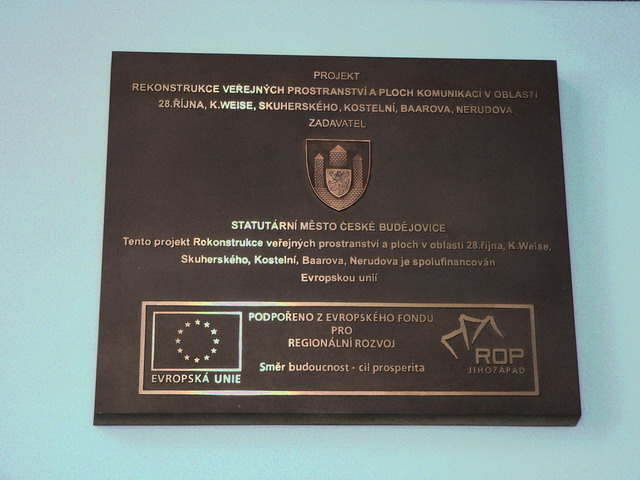 PROJEKT
REKONSTRUKCE VEŘEJNÝCH PROSTRANSTVÍ A PLOCH KOMUNIKACÍ V OBLASTI
28.ŘÍJNA, K.WEISE, SKUHERSKÉHO, KOSTELNÍ, BAAROVA, NERUDOVA
ZADAVATEL
STATUTÁRNÍ MĚSTO ČESKÉ BUDĚJOVICE
Tento projekt Rokonstrukce veřejných prostranství a ploch v oblasti 28.října, K.Weise,
Skuherského, Kostelní, Baarova, Nerudova je spolufinancován
Evropskou unií
PODPOŘENO Z EVROPSKÉHO FONDU
PRO
REGIONÁLNÍ ROZVOJ
Směr budoucnost - cíl prosperita
EVROPSKÁ UNIE
ROP
JIHOZÁPAD